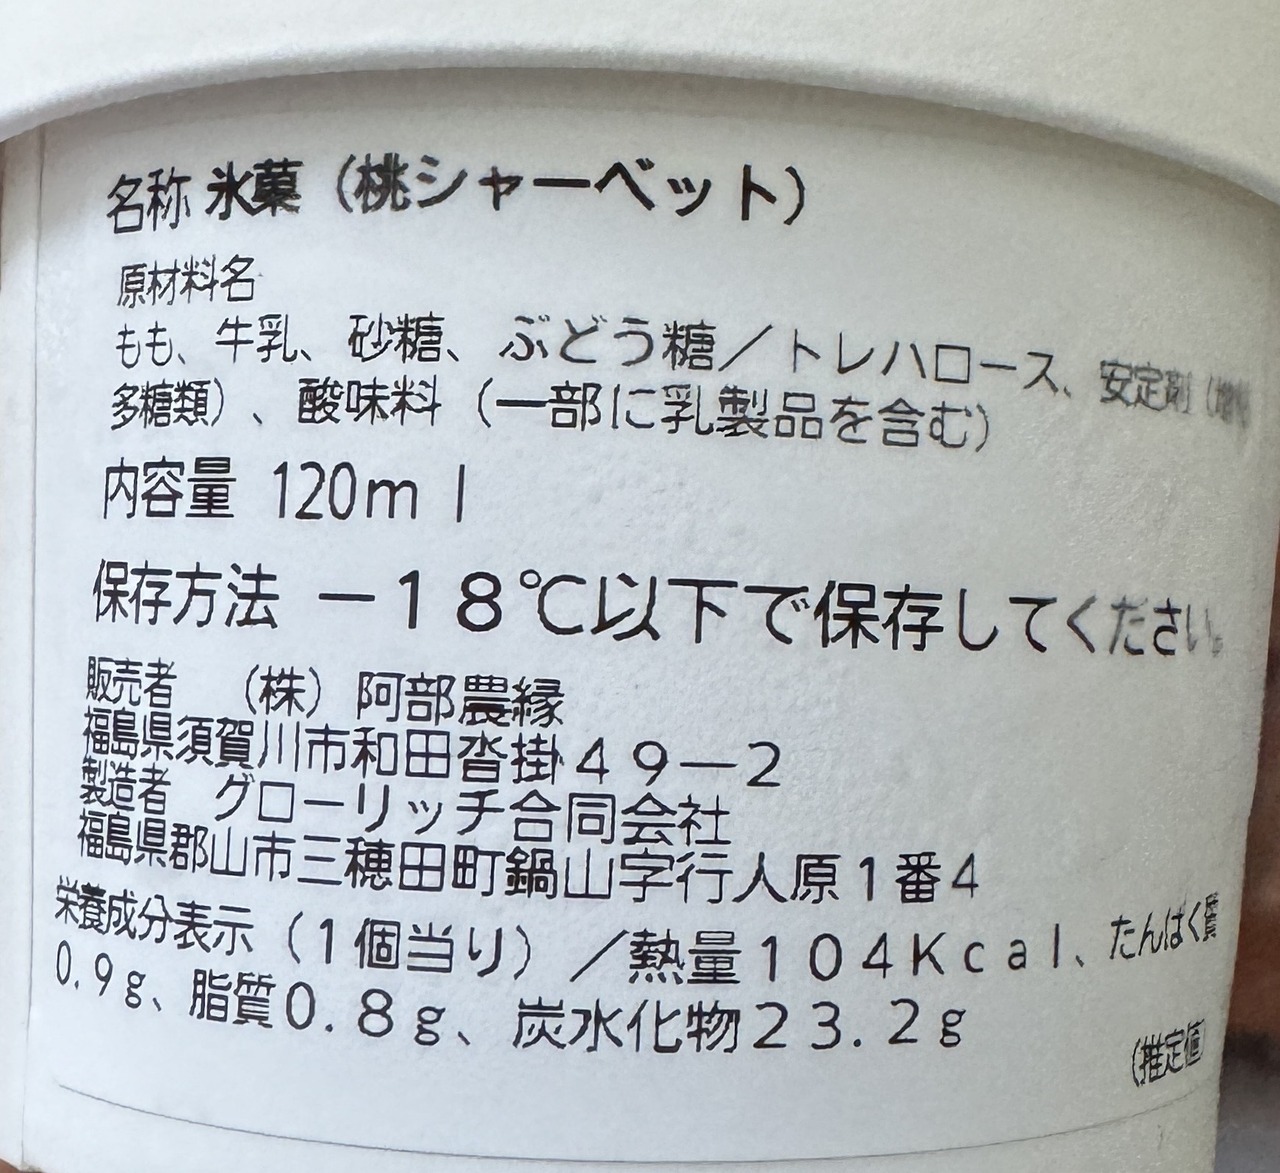 名称 氷菓（桃シャーベット）
原材料名
もも、牛乳、砂糖、ぶどう糖／トレハロース、安定剤（増粘
多糖類）、酸味料（一部に乳製品を含む）
内容量 120ml
保存方法 －18℃以下で保存してください。
販売者 （株）阿部農縁
福島県須賀川市和田沓掛49－2
製造者 グローリッチ合同会社
福島県郡山市三穂田町鍋山字行人原1番4
栄養成分表示（1個当り）／熱量104Kcal、たんぱく質
0.9g、脂質0.8g、炭水化物23.2g
（推定値）